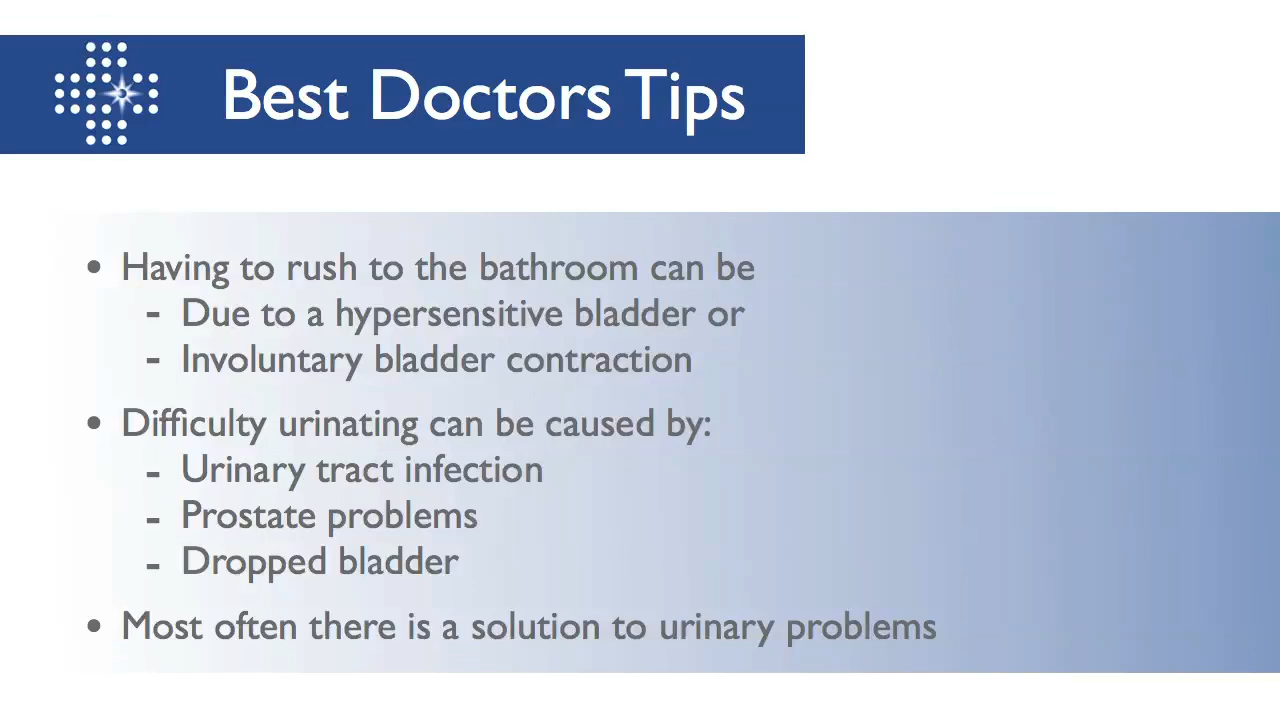 Best Doctors Tips
• Having to rush to the bathroom can be
- Due to a hypersensitive bladder or
- Involuntary bladder contraction
• Difficulty urinating can be caused by:
- Urinary tract infection
- Prostate problems
- Dropped bladder
• Most often there is a solution to urinary problems